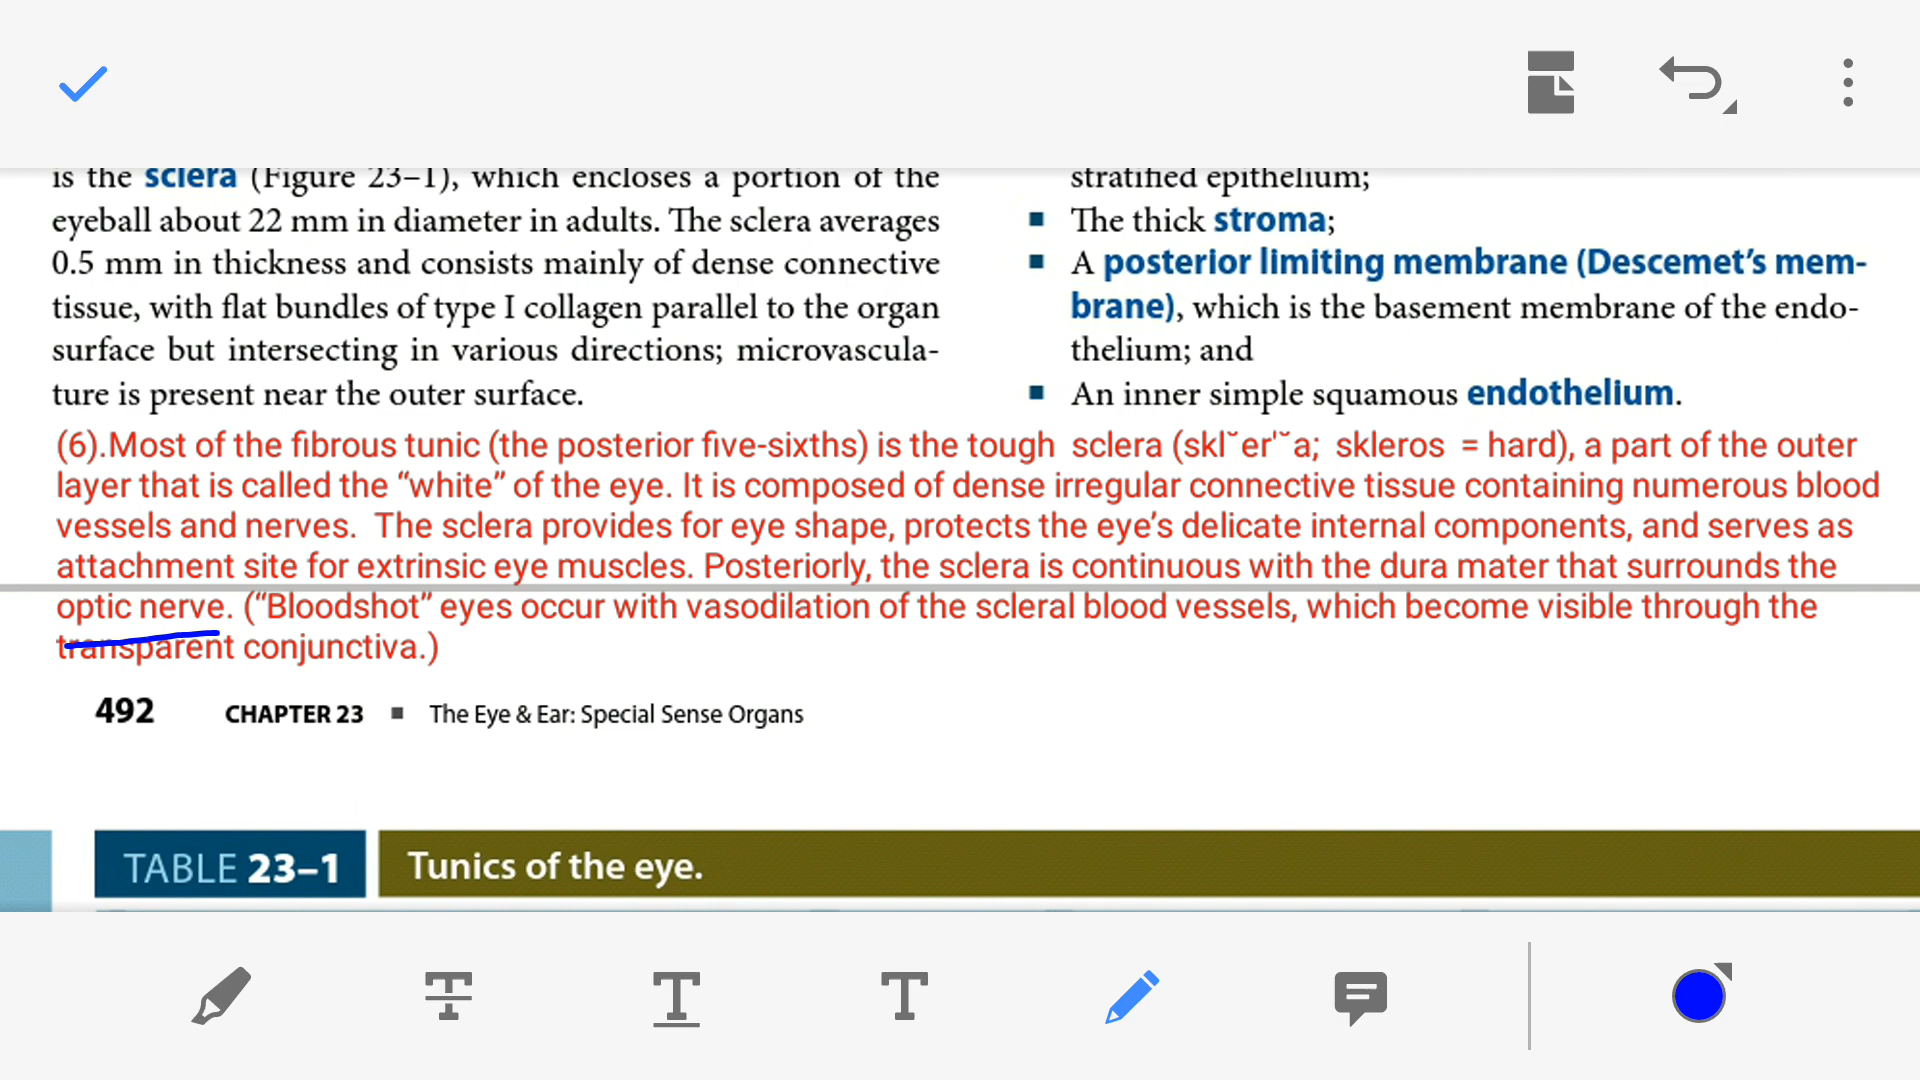 is the sclera (Figure 23–1), which encloses a portion of the
eyeball about 22 mm in diameter in adults. The sclera averages
0.5 mm in thickness and consists mainly of dense connective
tissue, with flat bundles of type I collagen parallel to the organ
surface but intersecting in various directions; microvascula-
ture is present near the outer surface.
stratified epithelium;
■ The thick stroma;
■ A posterior limiting membrane (Descemet’s mem-
brane), which is the basement membrane of the endo-
thelium; and
■ An inner simple squamous endothelium.
(6).Most of the fibrous tunic (the posterior five-sixths) is the tough sclera (skl˘er'˘a; skleros = hard), a part of the outer
layer that is called the “white” of the eye. It is composed of dense irregular connective tissue containing numerous blood
vessels and nerves. The sclera provides for eye shape, protects the eye’s delicate internal components, and serves as
attachment site for extrinsic eye muscles. Posteriorly, the sclera is continuous with the dura mater that surrounds the
optic nerve. (“Bloodshot” eyes occur with vasodilation of the scleral blood vessels, which become visible through the
transparent conjunctiva.)
492 CHAPTER 23 ■ The Eye & Ear: Special Sense Organs
TABLE 23–1 Tunics of the eye.